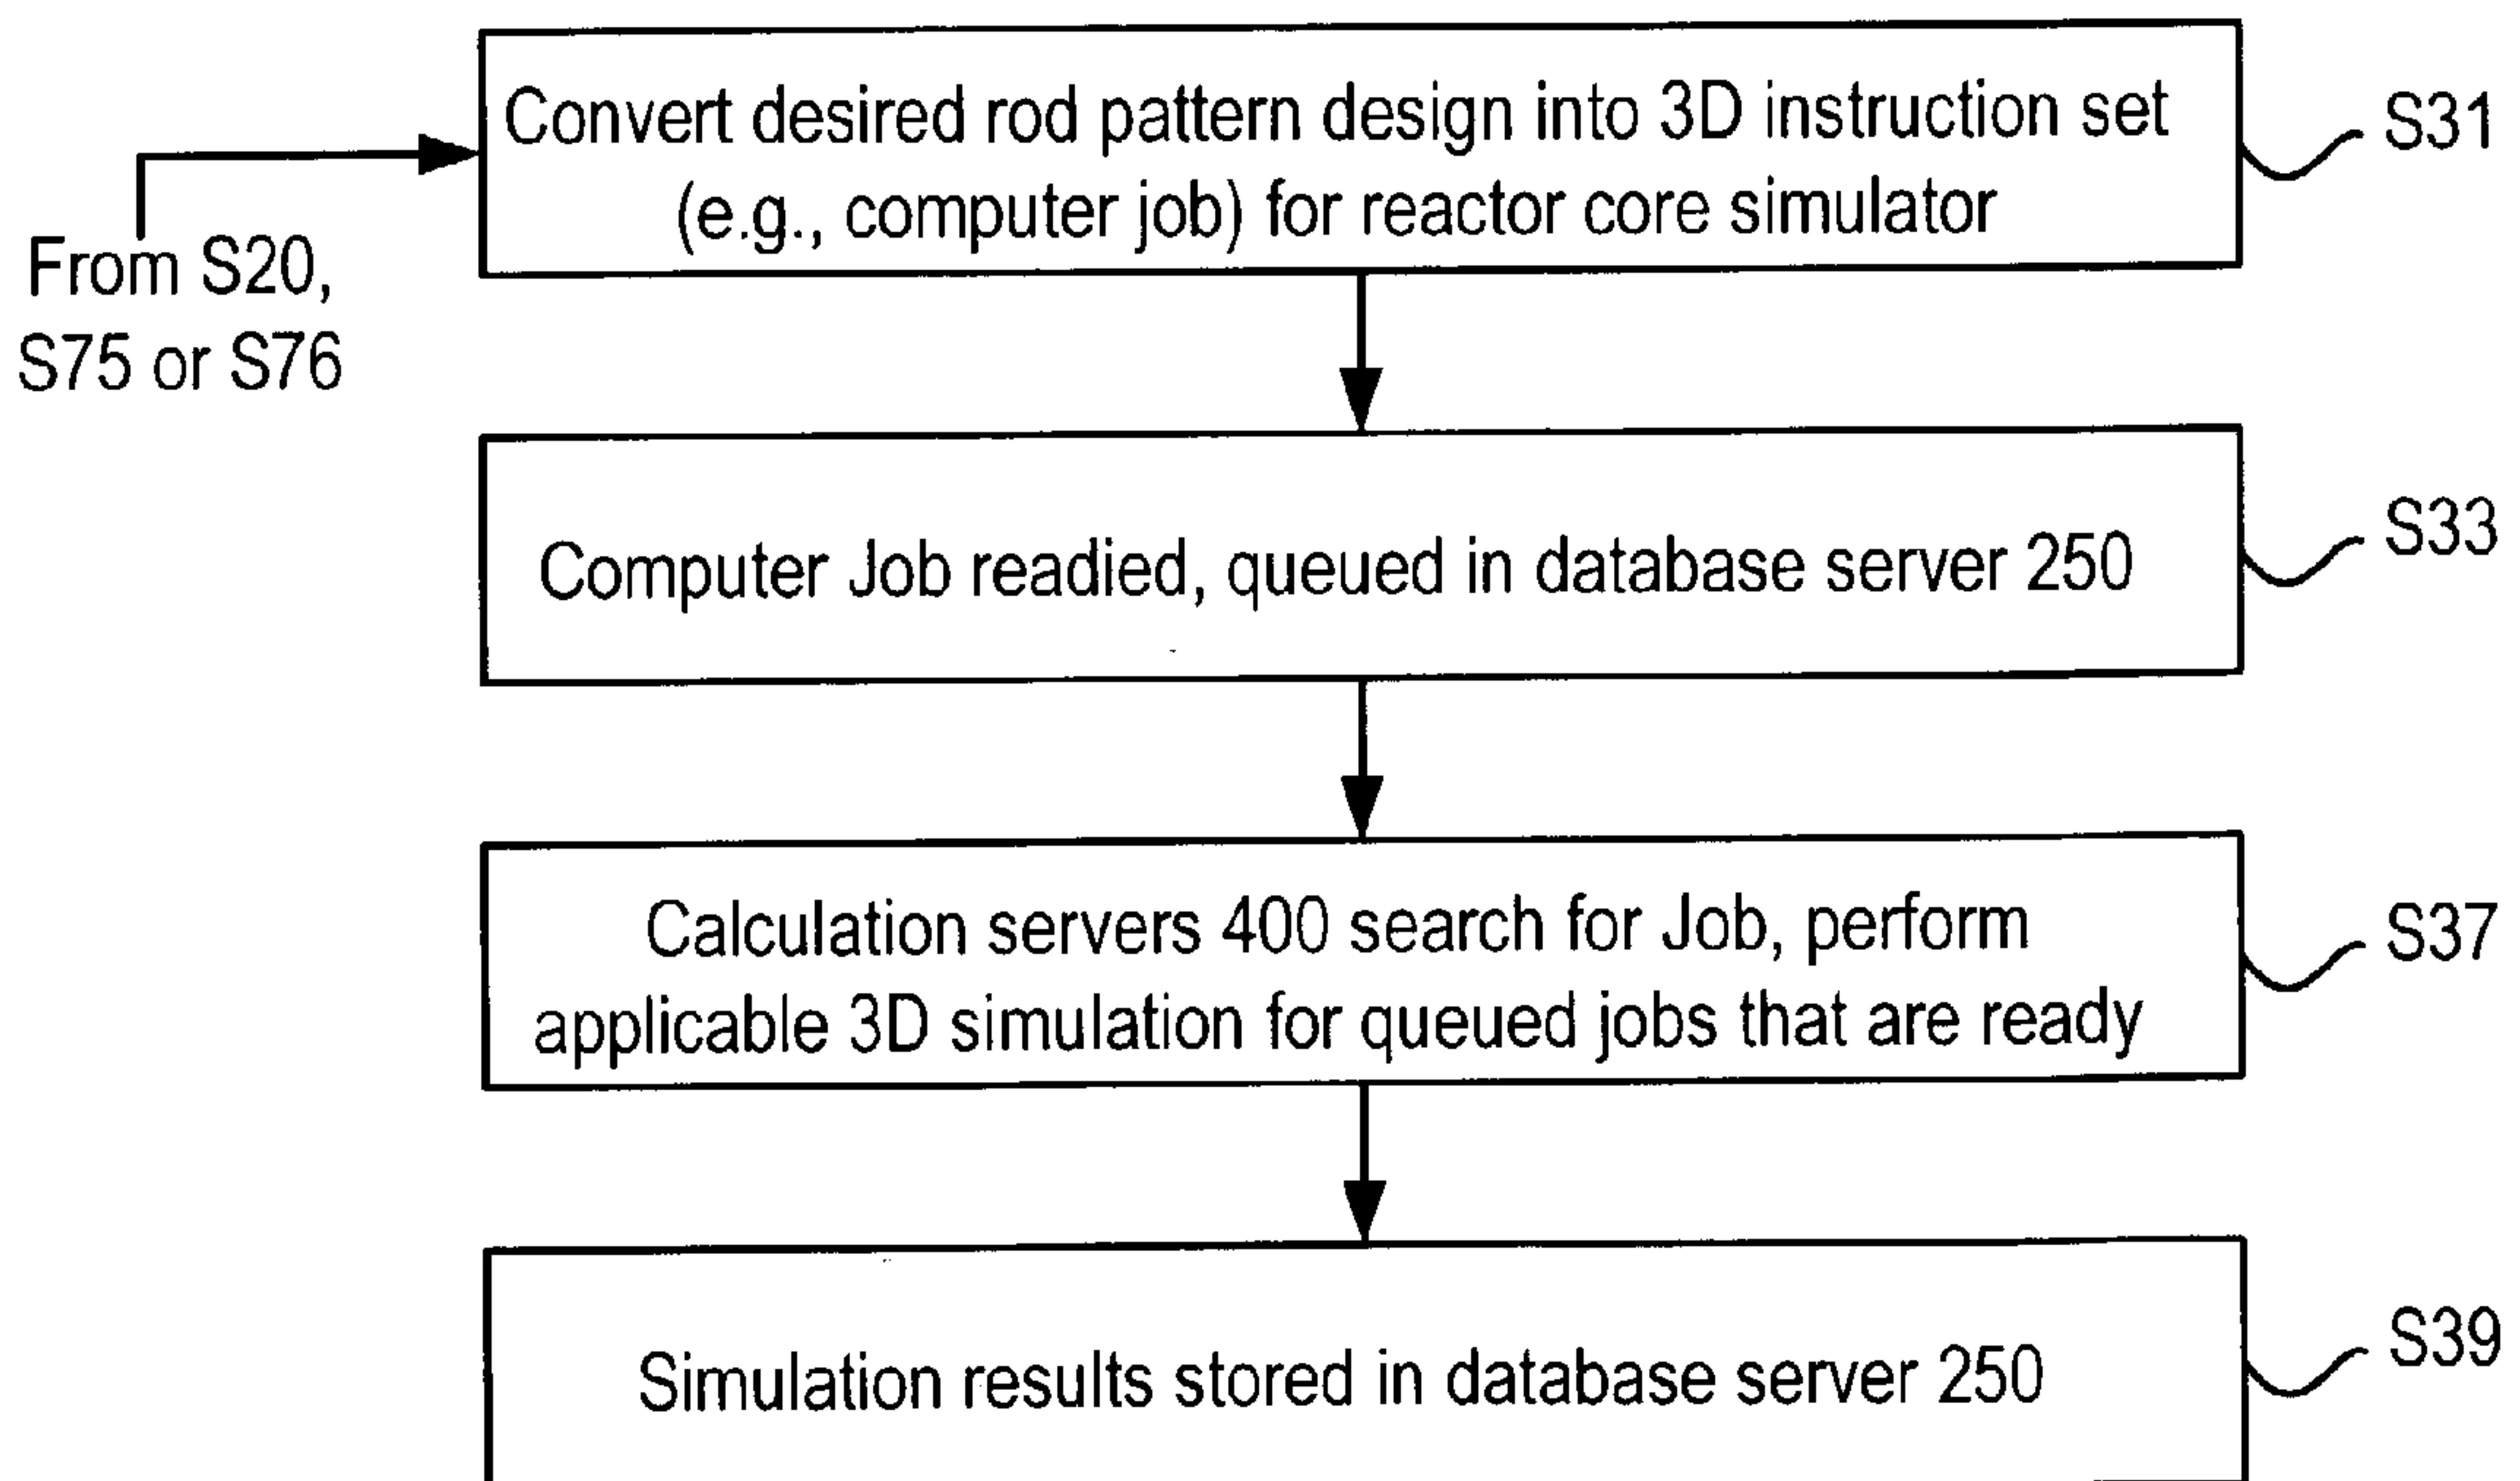 Convert desired rod pattern design into 3D instruction set
(e.g., computer job) for reactor core simulator
S31
From S20,
S75 or S76
Computer Job readied, queued in database server 250
S33
Calculation servers 400 search for Job, perform
applicable 3D simulation for queued jobs that are ready
S37
Simulation results stored in database server 250
S39